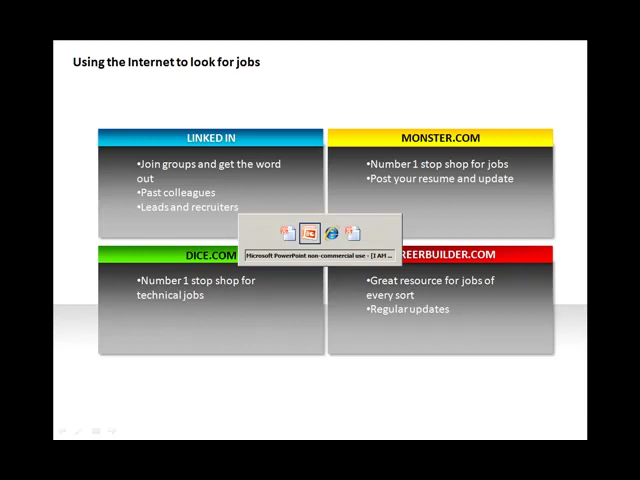 Using the Internet to look for jobs
LINKED IN
•Join groups and get the word
out
•Past colleagues
•Leads and recruiters
MONSTER.COM
•Number 1 stop shop for jobs
•Post your resume and update
Microsoft PowerPoint non-commercial use - [I AM ...
DICE.COM
•Number 1 stop shop for
technical jobs
REERBUILDER.COM
•Great resource for jobs of
every sort
•Regular updates